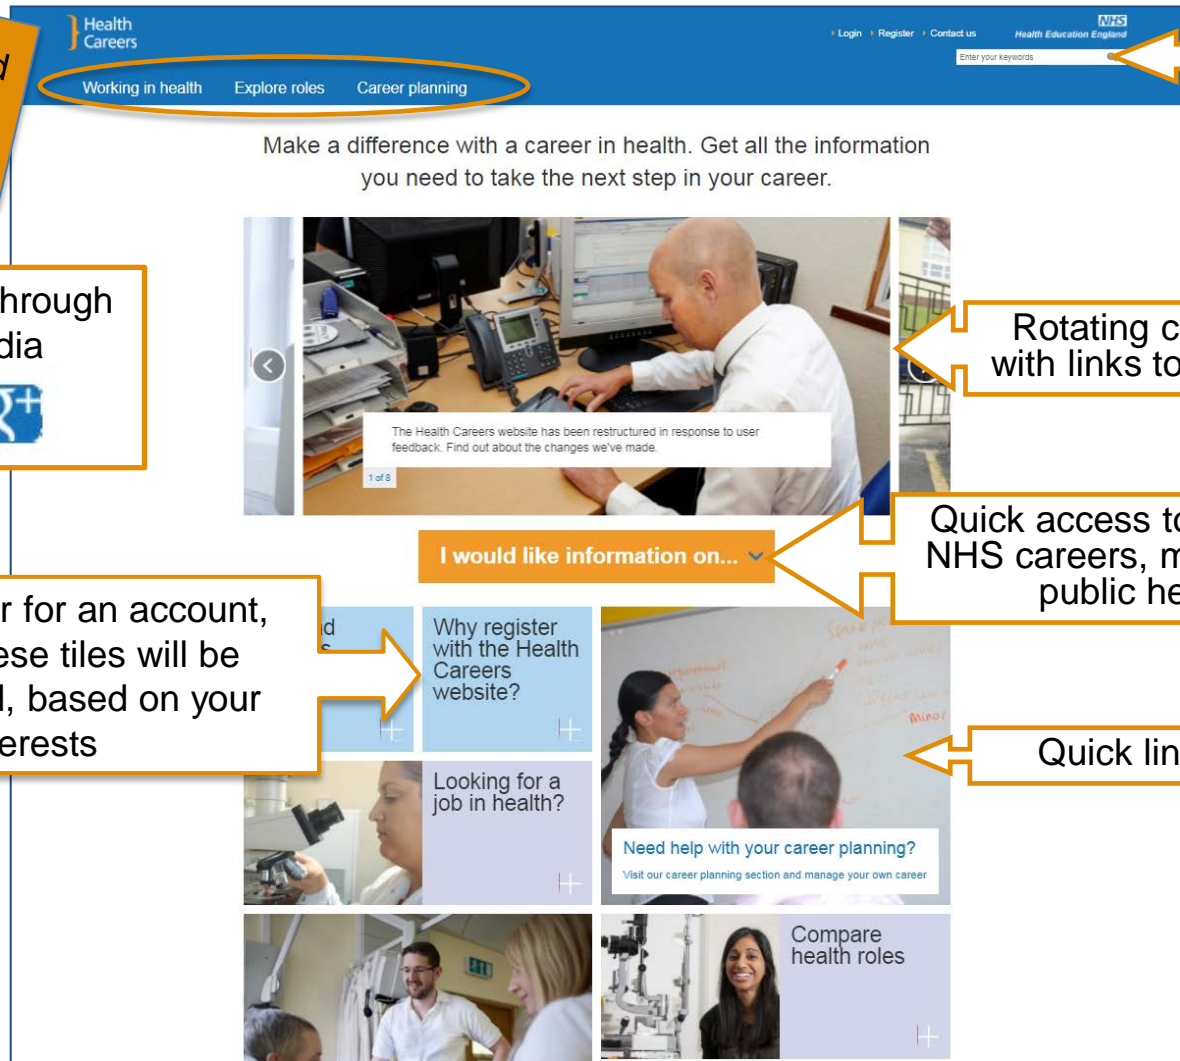 Health
Careers
Login Register Contact us
NHS
Health Education England
Enter your keywords
Working in health Explore roles Career planning
Make a difference with a career in health. Get all the information
you need to take the next step in your career.
hrough
dia
g+
The Health Careers website has been restructured in response to user
feedback. Find out about the changes we've made.
1 of 8
Rotating c
with links to
I would like information on...
Quick access to
NHS careers, m
public he
r for an account,
ese tiles will be
, based on your
erests
Why register
with the Health
Careers
website?
Looking for a
job in health?
Minor
Quick lin
Need help with your career planning?
Visit our career planning section and manage your own career
Compare
health roles